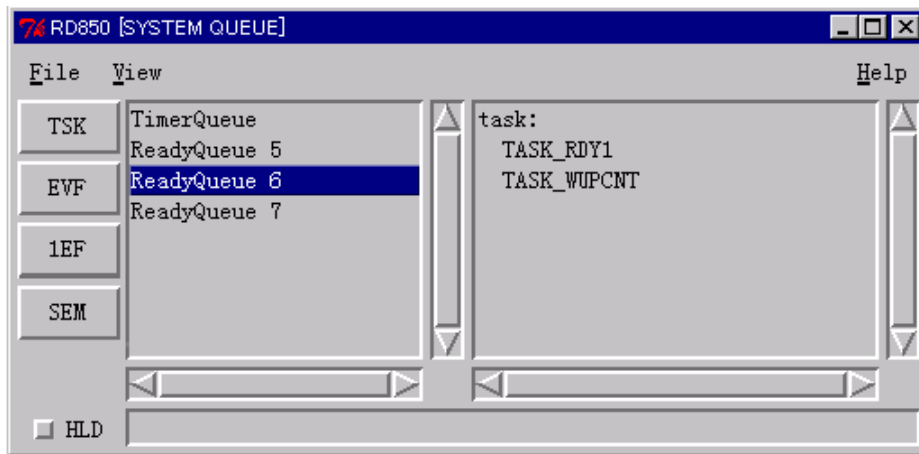 RD850 [SYSTEM QUEUE]
File View Help
TSK
EVF
1EF
SEM
TimerQueue
ReadyQueue 5
ReadyQueue 6
ReadyQueue 7
task:
TASK_RDY1
TASK_WUPCNT
HLD